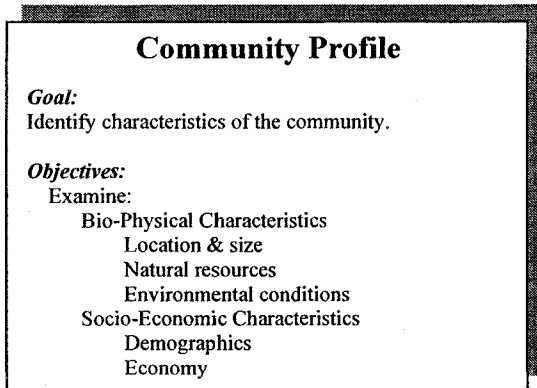 Community Profile
Goal:
Identify characteristics of the community.
Objectives:
Examine:
Bio-Physical Characteristics
Location & size
Natural resources
Environmental conditions
Socio-Economic Characteristics
Demographics
Economy